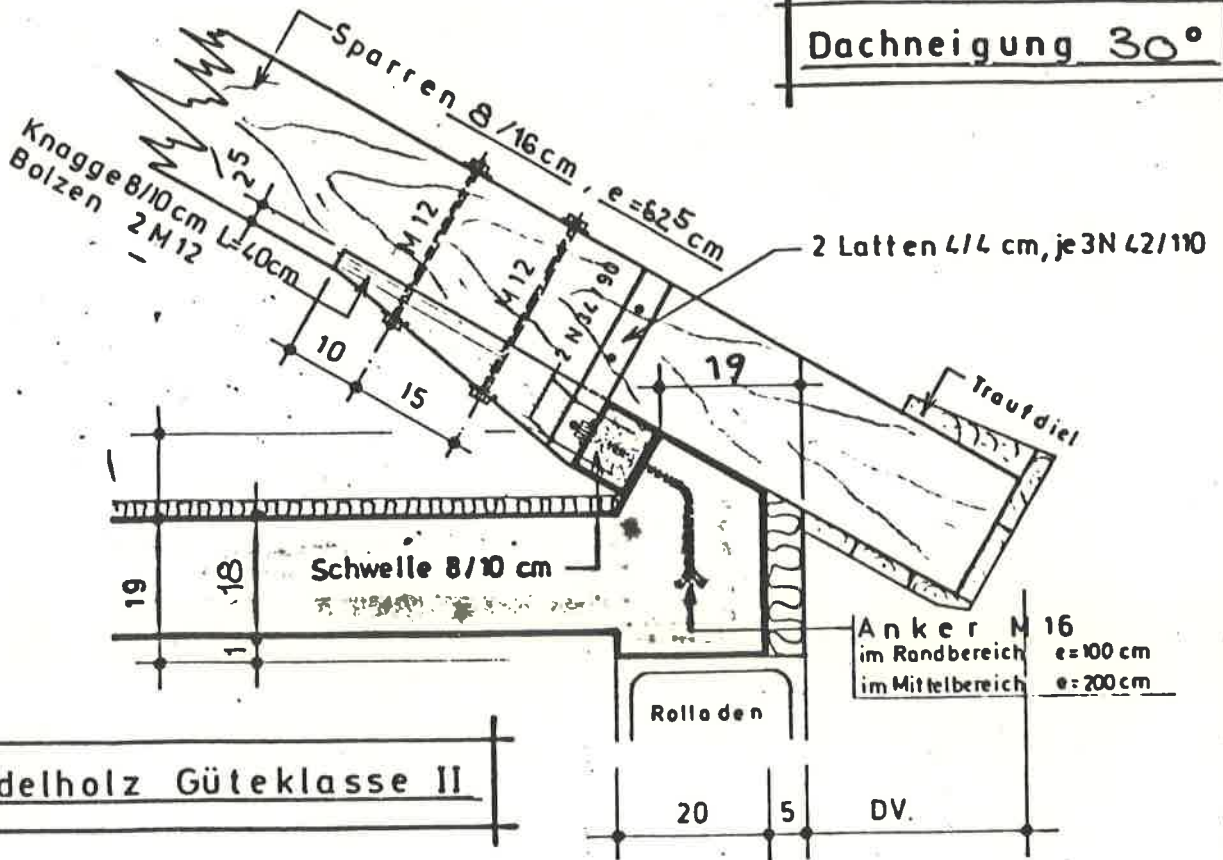 Dachneigung 30°
Sparren 8/16 cm, e=62⁵ cm
Knagge 8/10 cm L=40cm
Bolzen 2 M 12
25
M 12
M 12
2 N 34/90
2 Latten 4/4 cm, je 3N 42/110
10
15
19
Traufdiel
Schwelle 8/10 cm
19
18
1
Anker M 16
im Randbereich e=100 cm
im Mittelbereich e=200 cm
Rolladen
delholz Güteklasse II
20
5
DV.